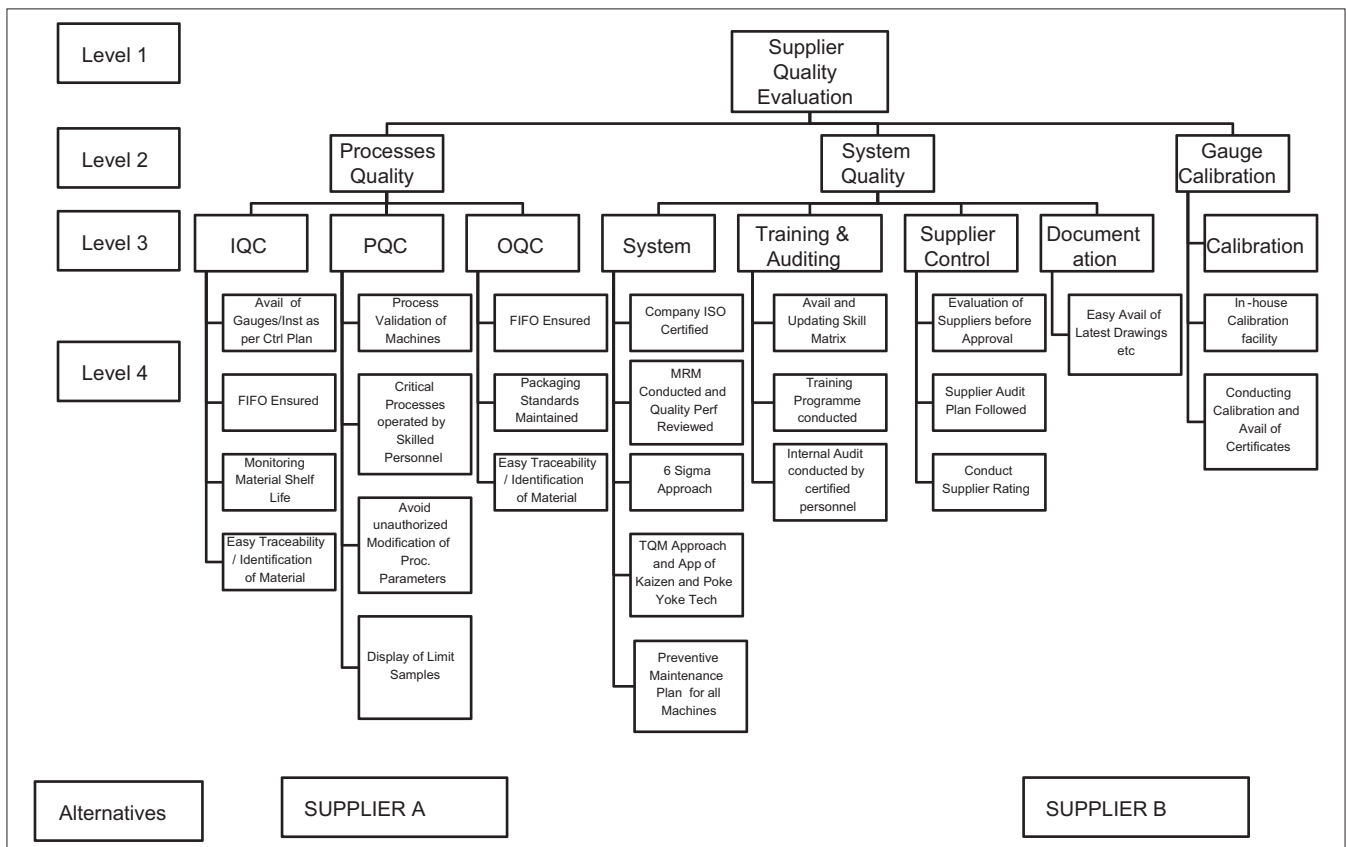 Level 1
Supplier
Quality
Evaluation
Level 2
Processes
Quality
System
Quality
Gauge
Calibration
Level 3
IQC
PQC
OQC
System
Training &
Auditing
Supplier
Control
Document
ation
Calibration
Level 4
Avail of
Gauges/Inst as
per Ctrl Plan
FIFO Ensured
Monitoring
Material Shelf
Life
Easy Traceability
/ Identification
of Material
Process
Validation of
Machines
Critical
Processes
operated by
Skilled
Personnel
Avoid
unauthorized
Modification of
Proc.
Parameters
Display of Limit
Samples
FIFO Ensured
Packaging
Standards
Maintained
Easy Traceability
/ Identification
of Material
Company ISO
Certified
MRM
Conducted and
Quality Perf
Reviewed
6 Sigma
Approach
TQM Approach
and App of
Kaizen and Poke
Yoke Tech
Preventive
Maintenance
Plan for all
Machines
Avail and
Updating Skill
Matrix
Training
Programme
conducted
Internal Audit
conducted by
certified
personnel
Evaluation of
Suppliers before
Approval
Supplier Audit
Plan Followed
Conduct
Supplier Rating
Easy Avail of
Latest Drawings
etc
In-house
Calibration
facility
Conducting
Calibration and
Avail of
Certificates
Alternatives
SUPPLIER A
SUPPLIER B